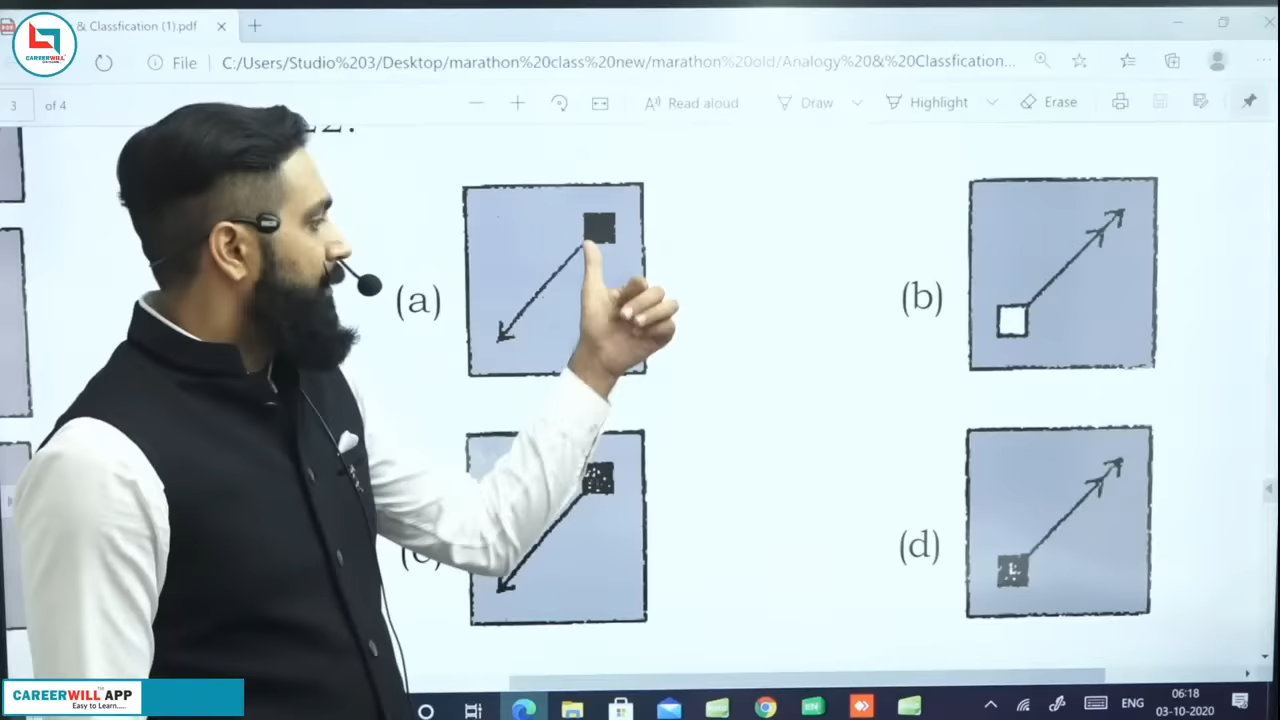 & Classfication (1).pdf
CAREERWILL
File
C:/Users/Studio%203/Desktop/marathon%20class%20new/marathon%20old/Analogy%20&%20Classfication...
3 of 4
Read aloud
Draw
Highlight
Erase
(a)
(b)
(d)
CAREERWILL APP
Easy to Learn.....
ENG
06:18
03-10-2020